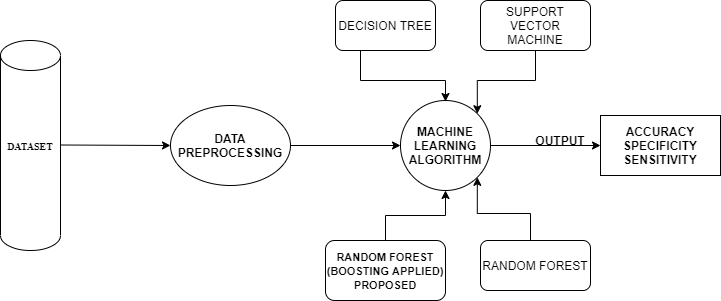 DECISION TREE
SUPPORT
VECTOR
MACHINE
DATASET
DATA
PREPROCESSING
MACHINE
LEARNING
ALGORITHM
OUTPUT
ACCURACY
SPECIFICITY
SENSITIVITY
RANDOM FOREST
(BOOSTING APPLIED)
PROPOSED
RANDOM FOREST